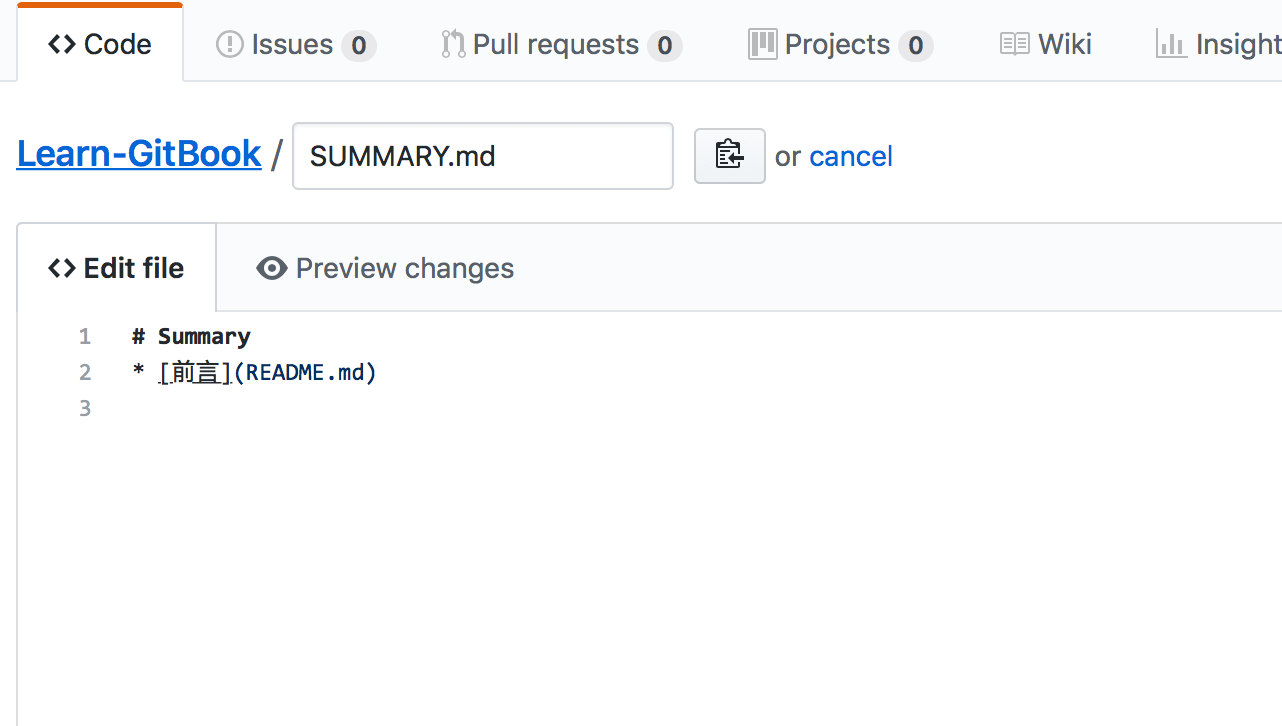 Code Issues 0 Pull requests 0 Projects 0 Wiki Insight
Learn-GitBook / SUMMARY.md or cancel
Edit file Preview changes
1 # Summary
2 * [前言](README.md)
3